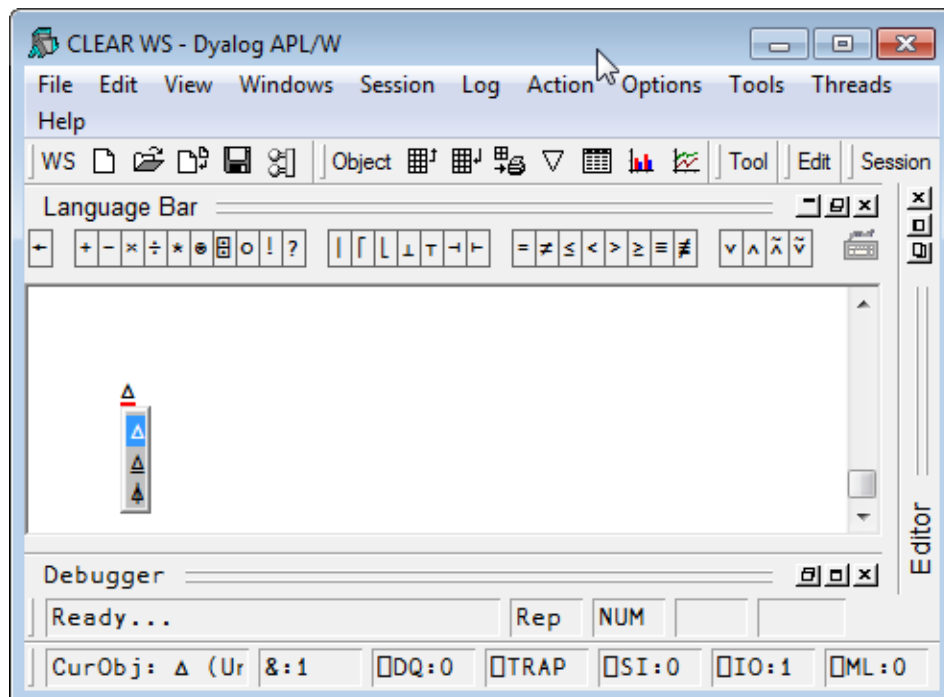 CLEAR WS - Dyalog APL/W
File Edit View Windows Session Log Action Options Tools Threads
Help
WS Object Tool Edit Session
Language Bar
← + - × ÷ * ⍟ ⌹ ○ ! ? | ⌈ ⌊ ⊥ ⊤ ⊣ ⊢ = ≠ ≤ < > ≥ ≡ ≢ ∨ ∧ ⍲ ⍱
∆
∆
⍙
⍋
Editor
Debugger
Ready... Rep NUM
CurObj: ∆ (Ur &:1 ⎕DQ:0 ⎕TRAP ⎕SI:0 ⎕IO:1 ⎕ML:0